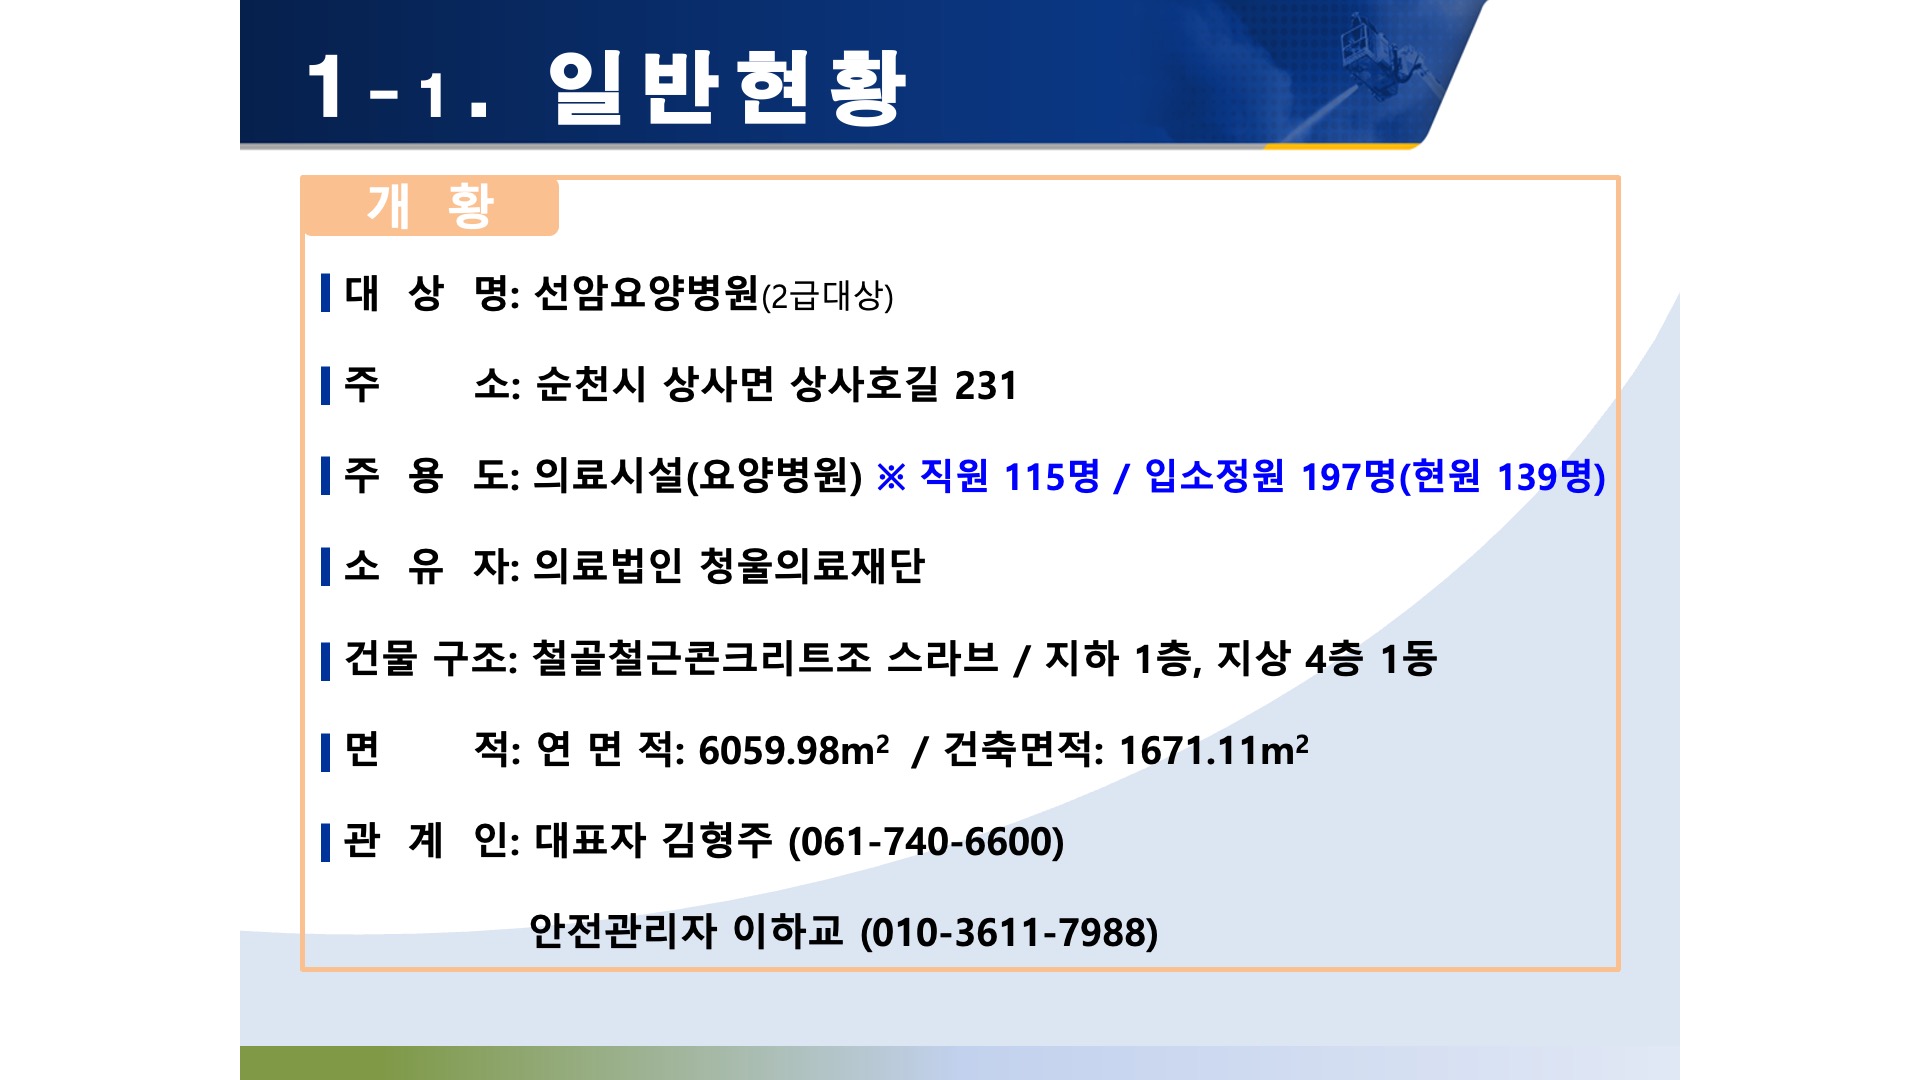 1-1. 일반현황
개 황
대 상 명: 선암요양병원(2급대상)
주 소: 순천시 상사면 상사호길 231
주 용 도: 의료시설(요양병원) ※ 직원 115명 / 입소정원 197명(현원 139명)
소 유 자: 의료법인 청울의료재단
건물 구조: 철골철근콘크리트조 스라브 / 지하 1층, 지상 4층 1동
면 적: 연 면 적: 6059.98m² / 건축면적: 1671.11m²
관 계 인: 대표자 김형주 (061-740-6600)
안전관리자 이하교 (010-3611-7988)